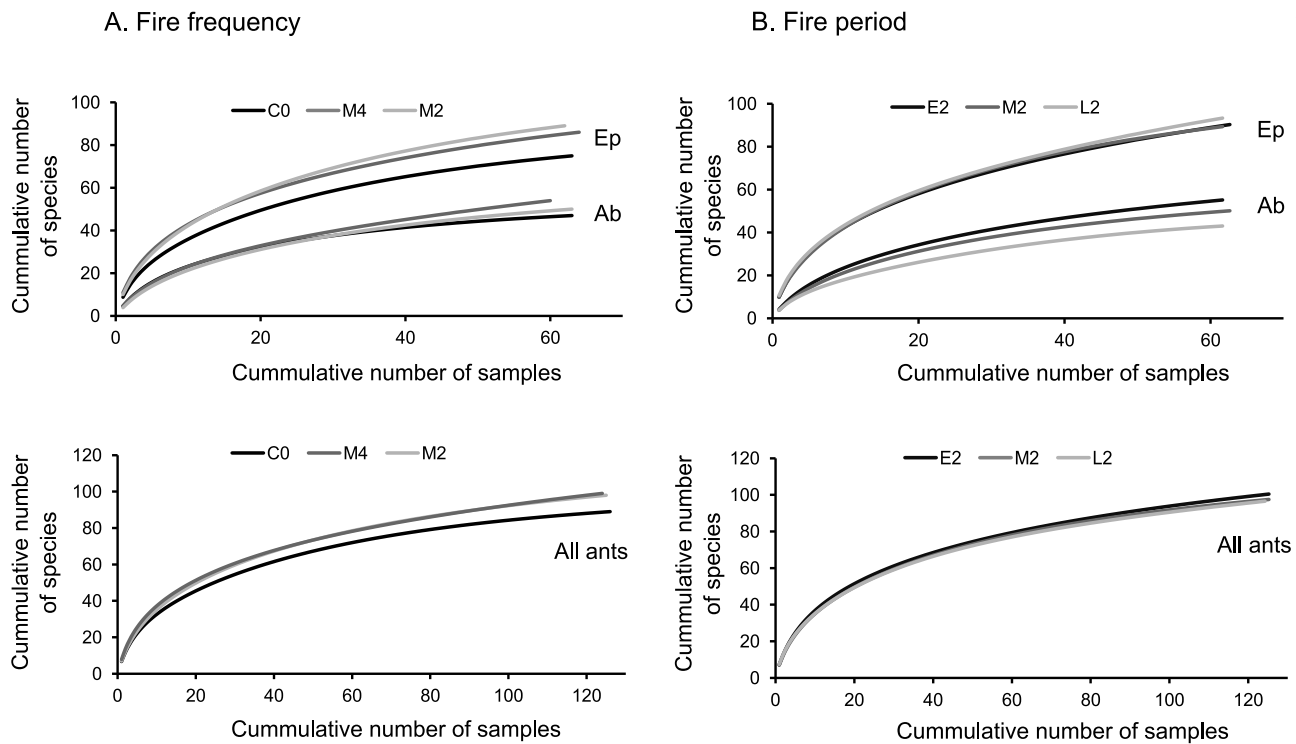 A. Fire frequency
B. Fire period
Cummulative number
of species
100
80
60
40
20
0
C0 M4 M2
Ep
Ab
0 20 40 60
Cummulative number of samples
Cummulative number
of species
100
80
60
40
20
0
E2 M2 L2
Ep
Ab
0 20 40 60
Cummulative number of samples
Cummulative number
of species
120
100
80
60
40
20
0
C0 M4 M2
All ants
0 20 40 60 80 100 120
Cummulative number of samples
Cummulative number
of species
120
100
80
60
40
20
0
E2 M2 L2
All ants
0 20 40 60 80 100 120
Cummulative number of samples